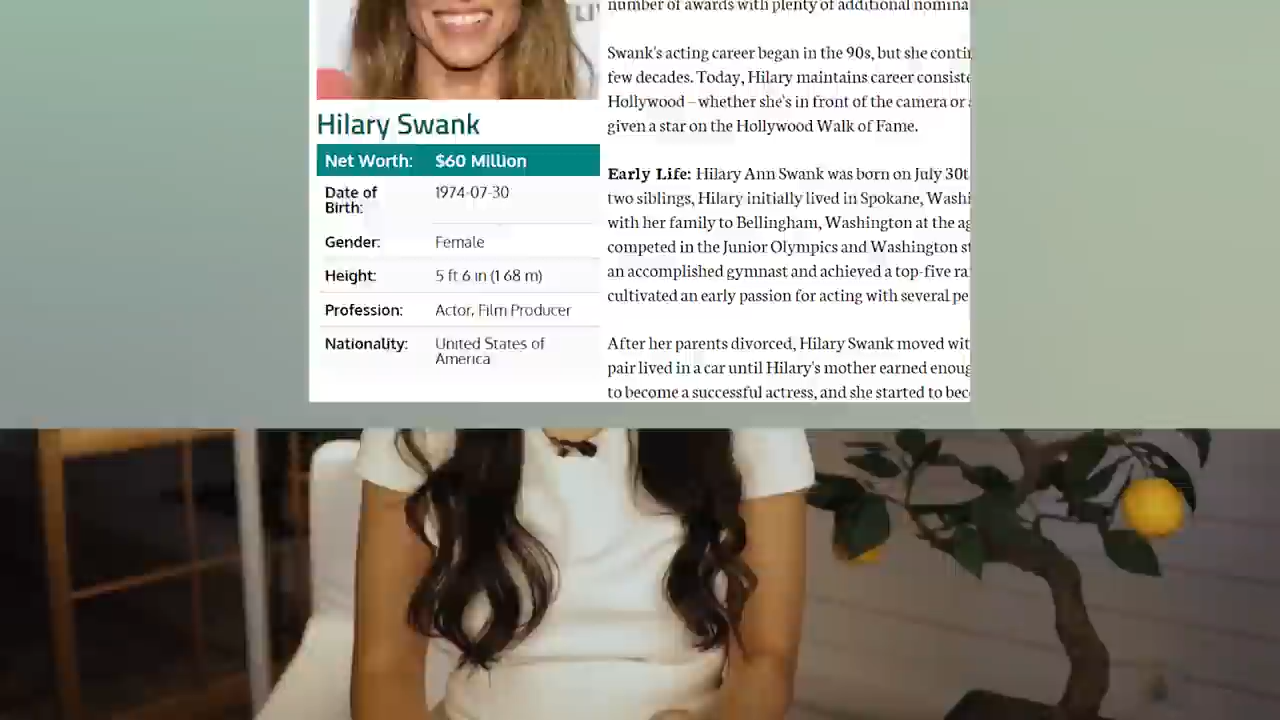 Hilary Swank
Net Worth: $60 Million
Date of Birth: 1974-07-30
Gender: Female
Height: 5 ft 6 in (1 68 m)
Profession: Actor, Film Producer
Nationality: United States of America
number of awards with plenty of additional nomina
Swank's acting career began in the 90s, but she contin
few decades. Today, Hilary maintains career consiste
Hollywood – whether she's in front of the camera or
given a star on the Hollywood Walk of Fame.
Early Life: Hilary Ann Swank was born on July 30t
two siblings, Hilary initially lived in Spokane, Washi
with her family to Bellingham, Washington at the ag
competed in the Junior Olympics and Washington st
an accomplished gymnast and achieved a top-five ra
cultivated an early passion for acting with several pe
After her parents divorced, Hilary Swank moved wit
pair lived in a car until Hilary's mother earned enoug
to become a successful actress, and she started to bec